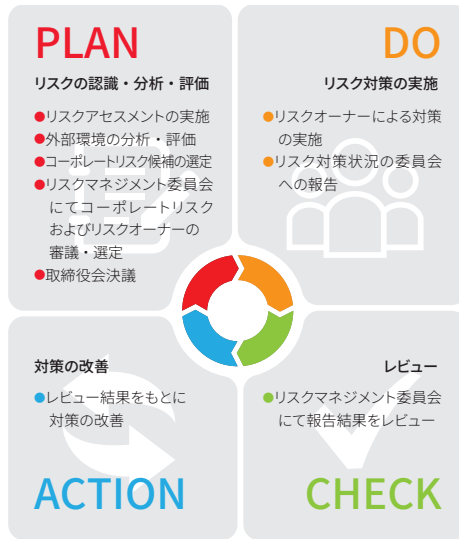 PLAN
リスクの認識・分析・評価
●リスクアセスメントの実施
●外部環境の分析・評価
●コーポレートリスク候補の選定
●リスクマネジメント委員会
にてコーポレートリスク
およびリスクオーナーの
審議・選定
●取締役会決議
DO
リスク対策の実施
●リスクオーナーによる対策
の実施
●リスク対策状況の委員会
への報告
対策の改善
●レビュー結果をもとに
対策の改善
ACTION
レビュー
●リスクマネジメント委員会
にて報告結果をレビュー
CHECK